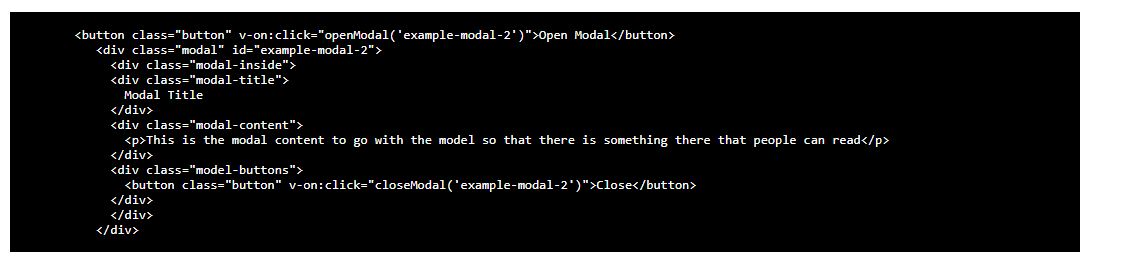 <button class="button" v-on:click="openModal('example-modal-2')">Open Modal</button>
<div class="modal" id="example-modal-2">
<div class="modal-inside">
<div class="modal-title">
Modal Title
</div>
<div class="modal-content">
<p>This is the modal content to go with the model so that there is something there that people can read</p>
</div>
<div class="model-buttons">
<button class="button" v-on:click="closeModal('example-modal-2')">Close</button>
</div>
</div>
</div>